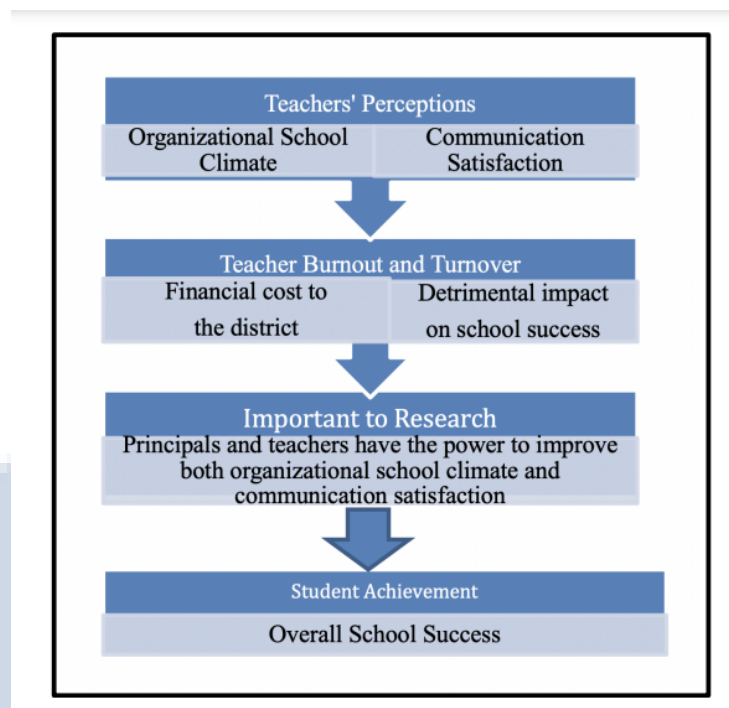 Teachers' Perceptions
Organizational School
Climate
Communication
Satisfaction
Teacher Burnout and Turnover
Financial cost to
the district
Detrimental impact
on school success
Important to Research
Principals and teachers have the power to improve
both organizational school climate and
communication satisfaction
Student Achievement
Overall School Success